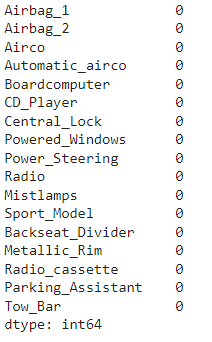 Airbag_1 0
Airbag_2 0
Airco 0
Automatic_airco 0
Boardcomputer 0
CD_Player 0
Central_Lock 0
Powered_Windows 0
Power_Steering 0
Radio 0
Mistlamps 0
Sport_Model 0
Backseat_Divider 0
Metallic_Rim 0
Radio_cassette 0
Parking_Assistant 0
Tow_Bar 0
dtype: int64